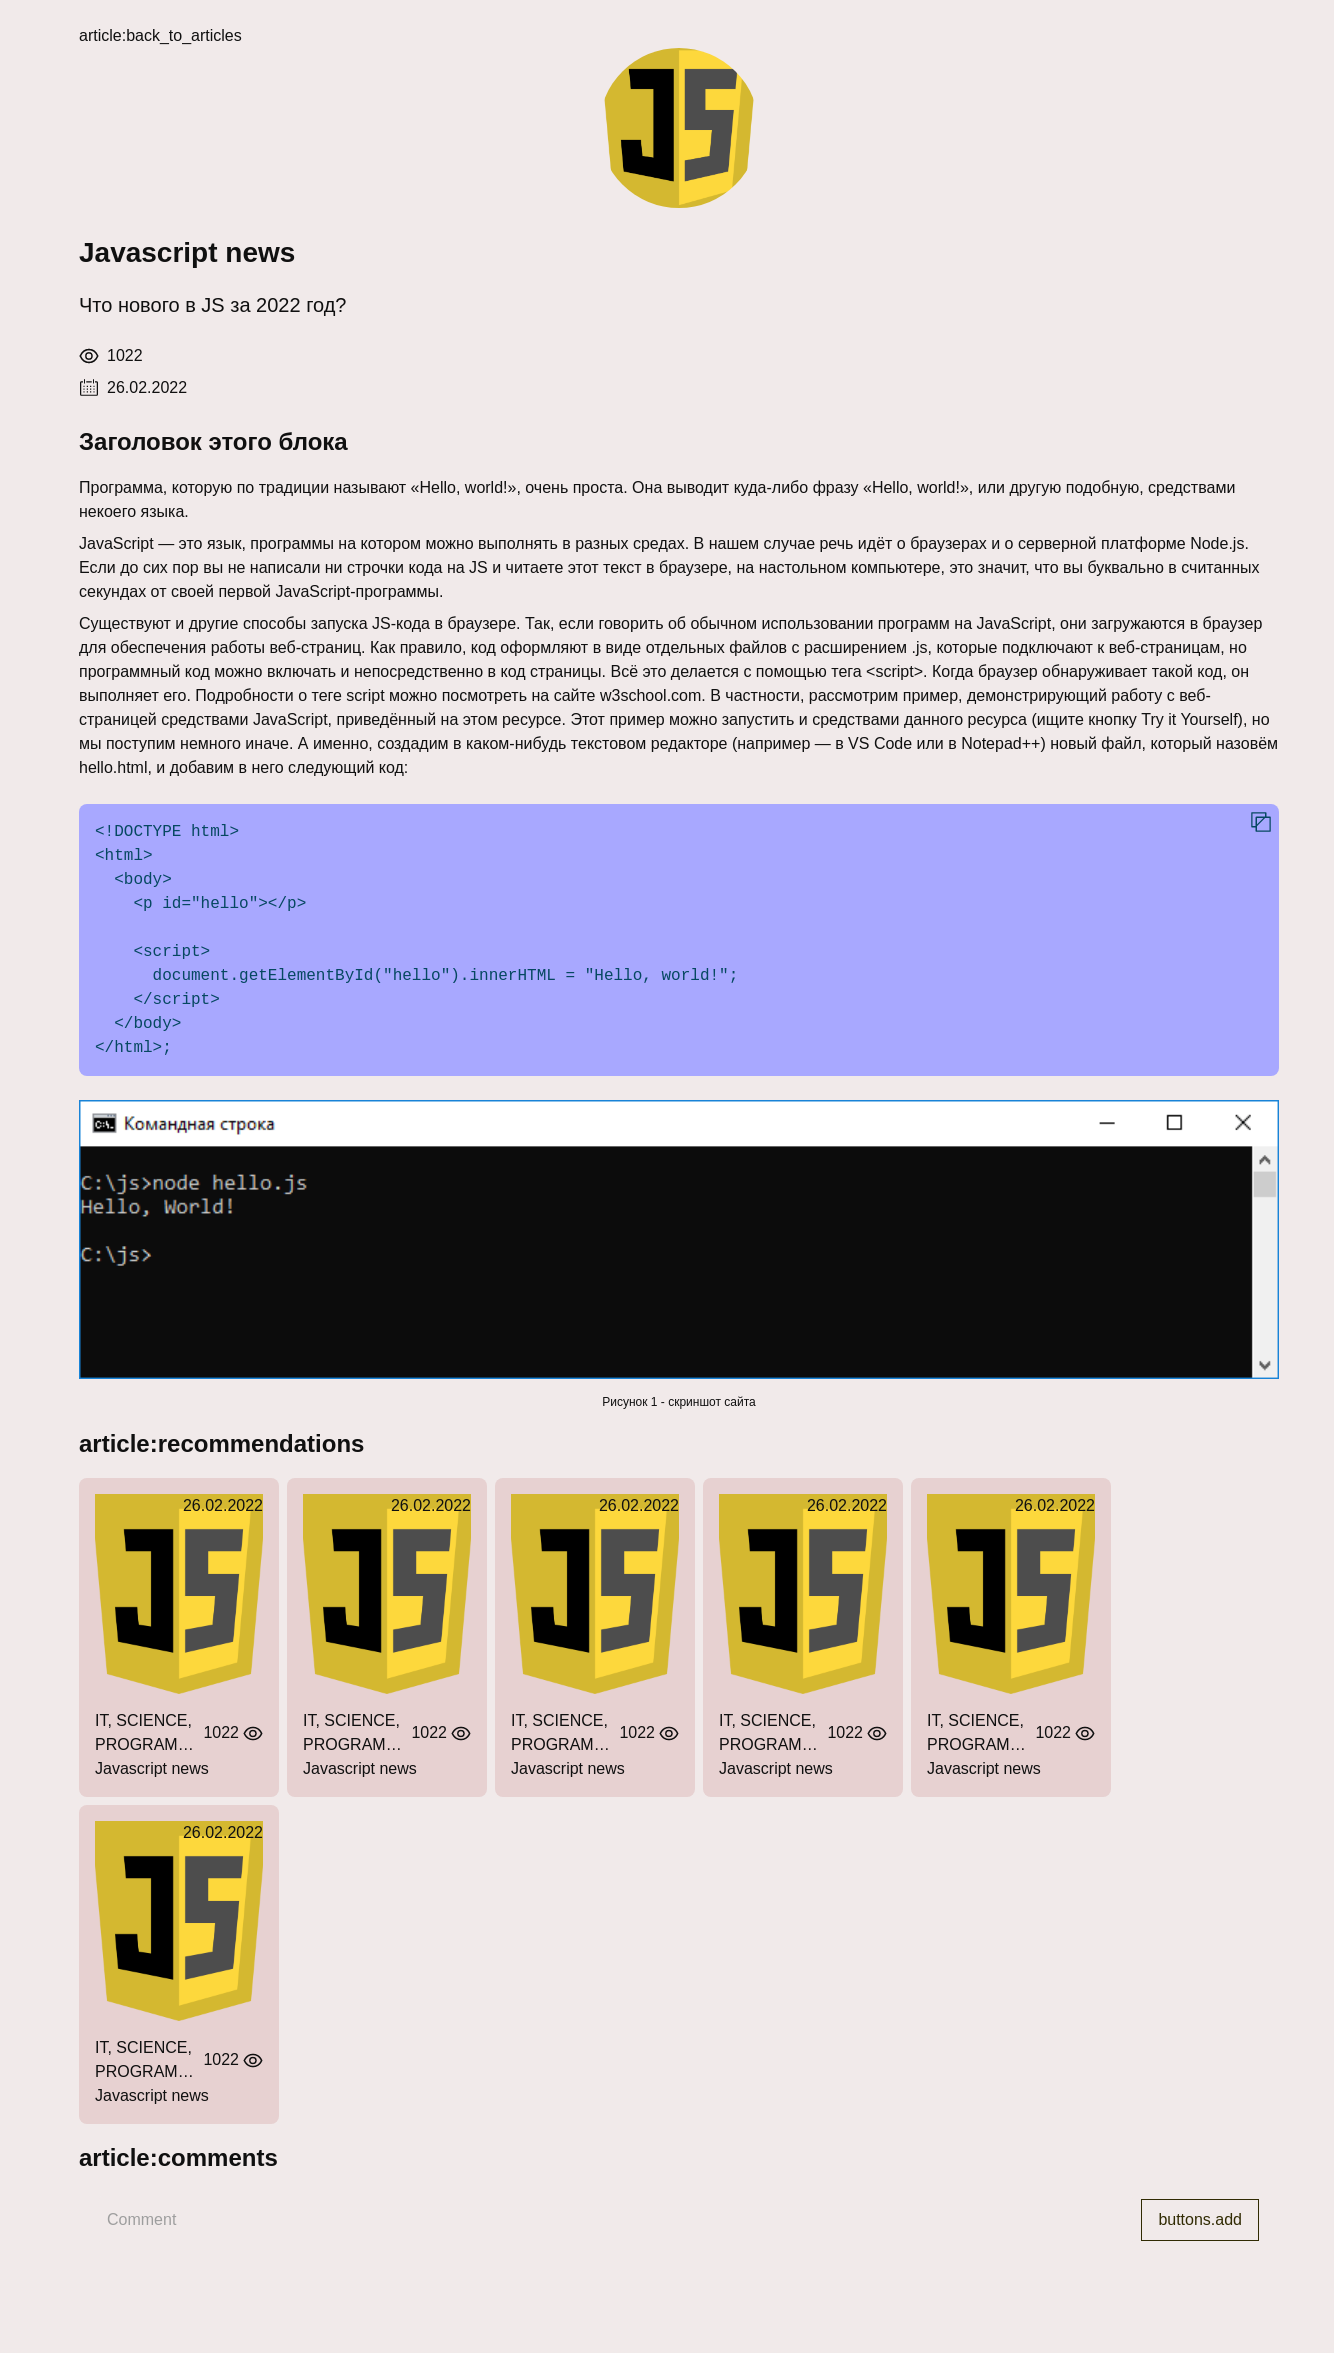 article:back_to_articles
JS
Javascript news
Что нового в JS за 2022 год?
1022
26.02.2022
Заголовок этого блока
Программа, которую по традиции называют «Hello, world!», очень проста. Она выводит куда-либо фразу «Hello, world!», или другую подобную, средствами
некоего языка.
JavaScript — это язык, программы на котором можно выполнять в разных средах. В нашем случае речь идёт о браузерах и о серверной платформе Node.js.
Если до сих пор вы не написали ни строчки кода на JS и читаете этот текст в браузере, на настольном компьютере, это значит, что вы буквально в считанных
секундах от своей первой JavaScript-программы.
Существуют и другие способы запуска JS-кода в браузере. Так, если говорить об обычном использовании программ на JavaScript, они загружаются в браузер
для обеспечения работы веб-страниц. Как правило, код оформляют в виде отдельных файлов с расширением .js, которые подключают к веб-страницам, но
программный код можно включать и непосредственно в код страницы. Всё это делается с помощью тега <script>. Когда браузер обнаруживает такой код, он
выполняет его. Подробности о теге script можно посмотреть на сайте w3school.com. В частности, рассмотрим пример, демонстрирующий работу с веб-
страницей средствами JavaScript, приведённый на этом ресурсе. Этот пример можно запустить и средствами данного ресурса (ищите кнопку Try it Yourself), но
мы поступим немного иначе. А именно, создадим в каком-нибудь текстовом редакторе (например — в VS Code или в Notepad++) новый файл, который назовём
hello.html, и добавим в него следующий код:
<!DOCTYPE html>
<html>
  <body>
    <p id="hello"></p>

    <script>
      document.getElementById("hello").innerHTML = "Hello, world!";
    </script>
  </body>
</html>;
C:\. Командная строка
C:\js>node hello.js
Hello, World!
C:\js>
Рисунок 1 - скриншот сайта
article:recommendations
26.02.2022 26.02.2022 26.02.2022 26.02.2022 26.02.2022
JS JS JS JS JS
IT, SCIENCE, IT, SCIENCE, IT, SCIENCE, IT, SCIENCE, IT, SCIENCE,
1022 1022 1022 1022 1022
PROGRAM… PROGRAM… PROGRAM… PROGRAM… PROGRAM…
Javascript news Javascript news Javascript news Javascript news Javascript news
26.02.2022
JS
IT, SCIENCE,
1022
PROGRAM…
Javascript news
article:comments
Comment buttons.add